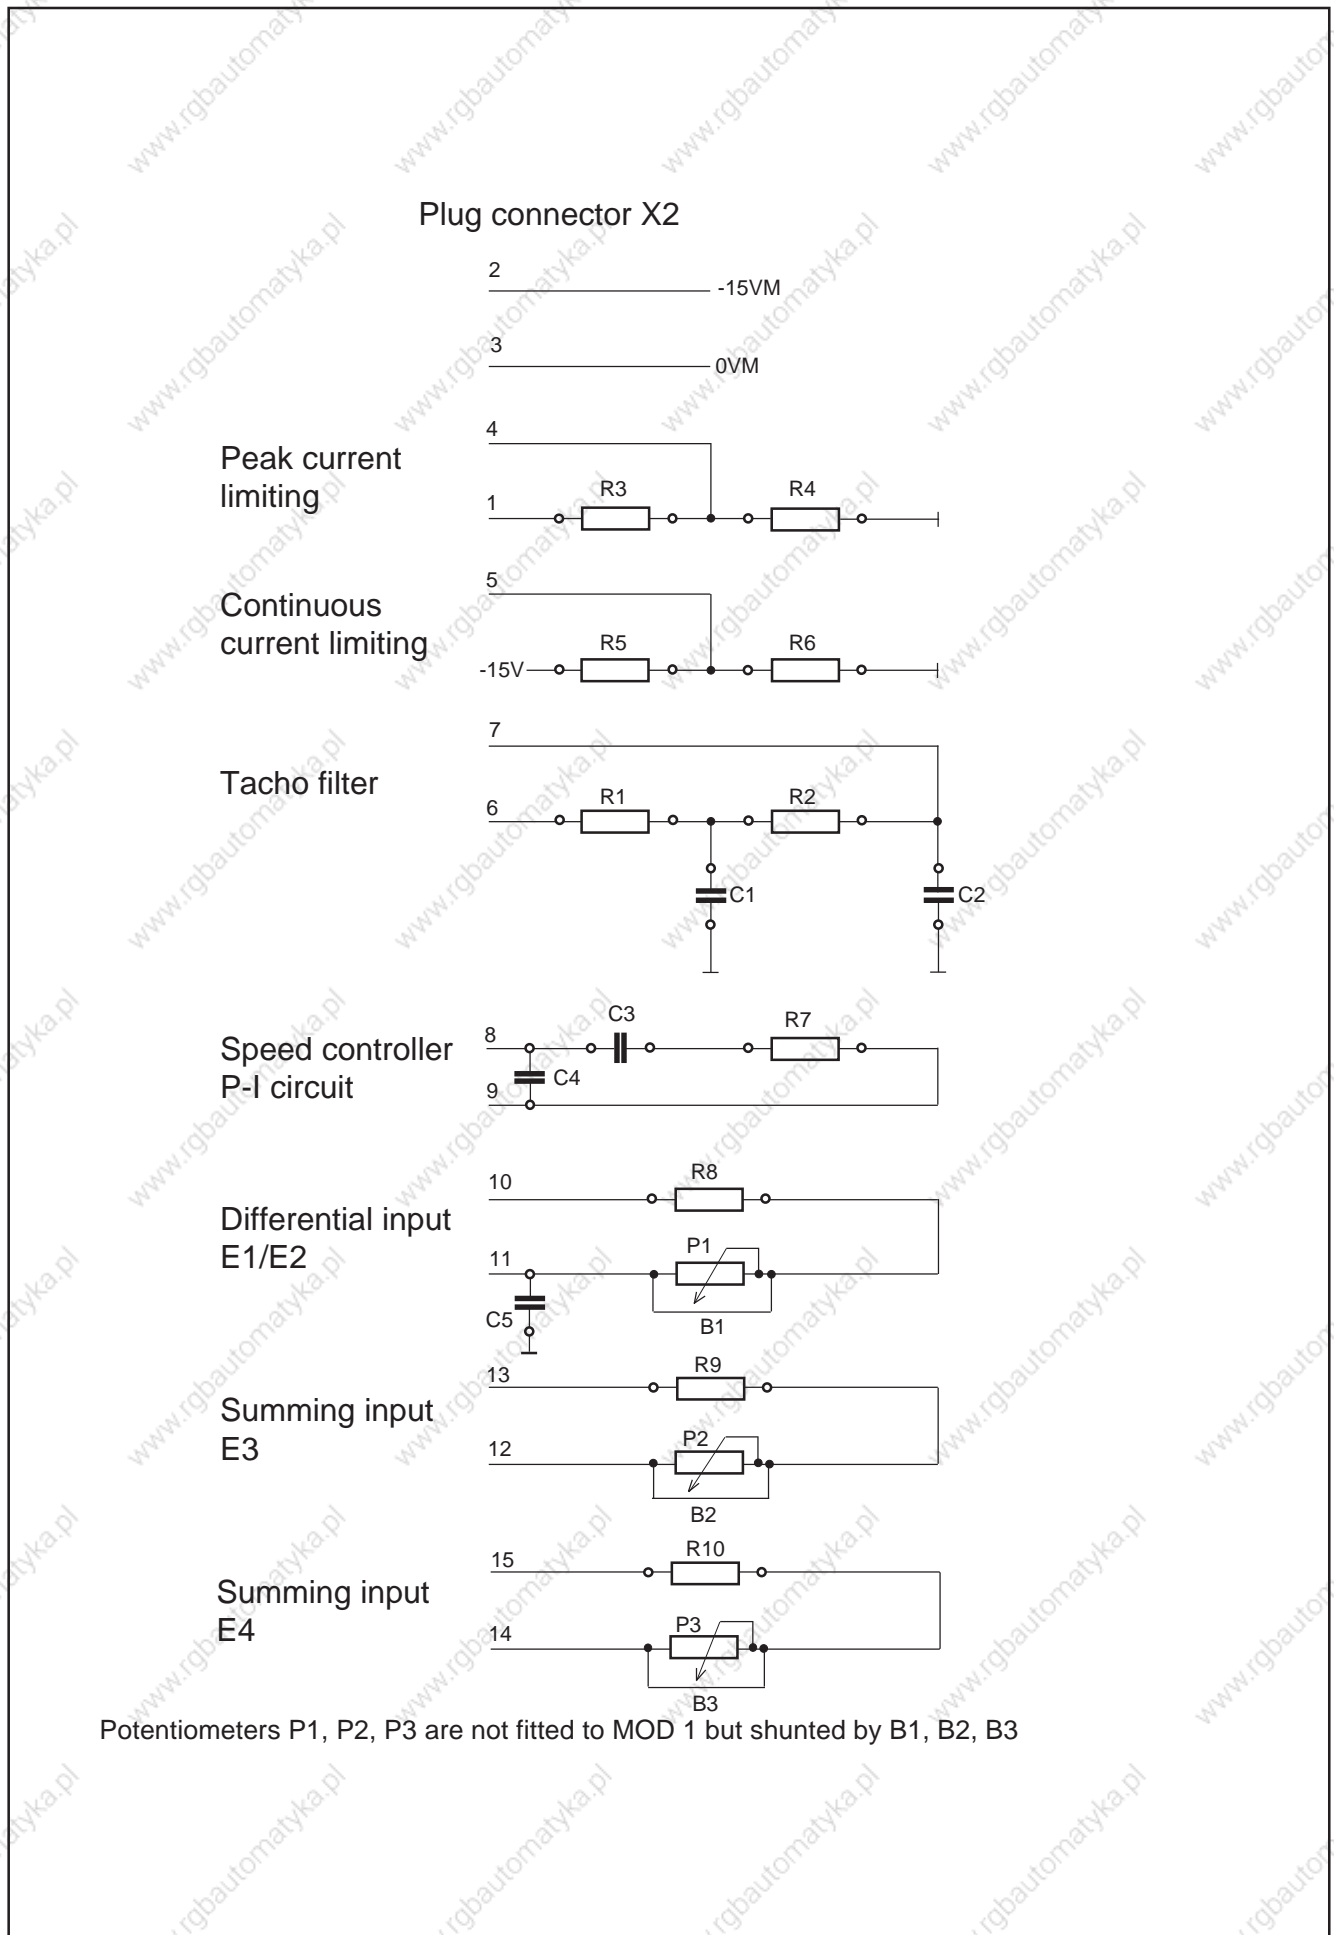 Plug connector X2
2
-15VM
3
0VM
4
Peak current
limiting
R3
R4
1
5
Continuous
current limiting
R5
R6
-15V
7
Tacho filter
R1
R2
6
C1
C2
C3
R7
8
Speed controller
P-I circuit
C4
9
R8
10
Differential input
E1/E2
P1
11
C5
B1
R9
13
Summing input
E3
P2
12
B2
R10
15
Summing input
E4
P3
14
B3
Potentiometers P1, P2, P3 are not fitted to MOD 1 but shunted by B1, B2, B3
www.rgbautomatyka.pl